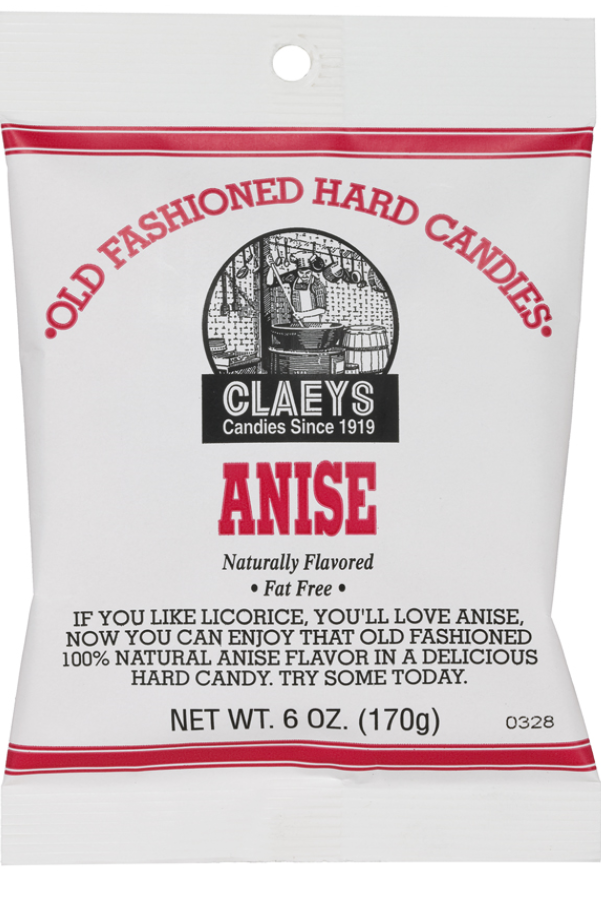 •OLD FASHIONED HARD CANDIES•
CLAEYS
Candies Since 1919
ANISE
Naturally Flavored
• Fat Free •
IF YOU LIKE LICORICE, YOU'LL LOVE ANISE,
NOW YOU CAN ENJOY THAT OLD FASHIONED
100% NATURAL ANISE FLAVOR IN A DELICIOUS
HARD CANDY. TRY SOME TODAY.
NET WT. 6 OZ. (170g)
0328